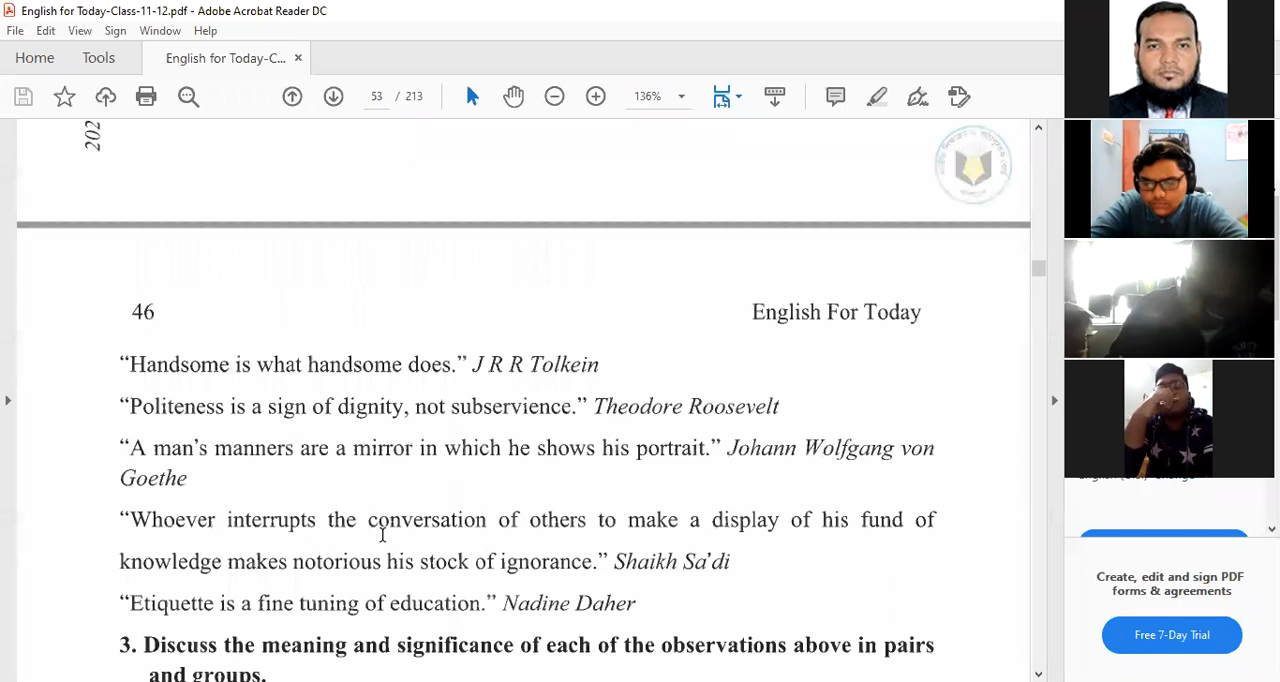 English for Today-Class-11-12.pdf - Adobe Acrobat Reader DC
File Edit View Sign Window Help
Home Tools English for Today-C... ×
53 / 213 136%
202
46 English For Today
“Handsome is what handsome does.” J R R Tolkein
“Politeness is a sign of dignity, not subservience.” Theodore Roosevelt
“A man’s manners are a mirror in which he shows his portrait.” Johann Wolfgang von
Goethe
“Whoever interrupts the conversation of others to make a display of his fund of
knowledge makes notorious his stock of ignorance.” Shaikh Sa’di
“Etiquette is a fine tuning of education.” Nadine Daher
3. Discuss the meaning and significance of each of the observations above in pairs
and groups.
Create, edit and sign PDF
forms & agreements
Free 7-Day Trial